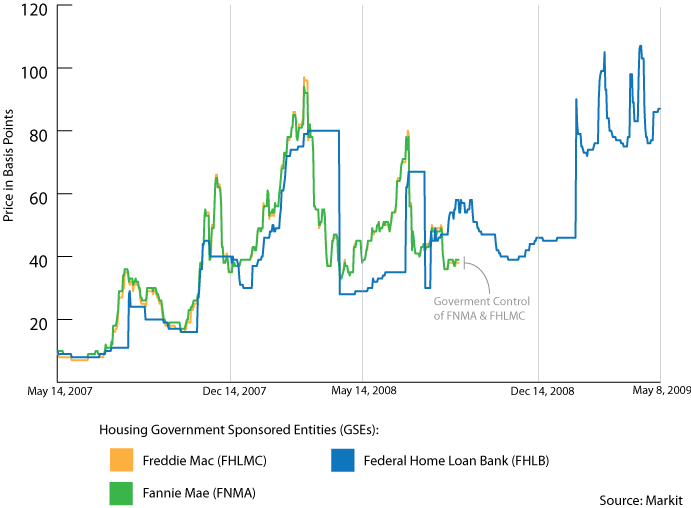 120
100
80
60
40
20
Price in Basis Points
Goverment Control
of FNMA & FHLMC
May 14, 2007
Dec 14, 2007
May 14, 2008
Dec 14, 2008
May 8, 2009
Housing Government Sponsored Entities (GSEs):
Freddie Mac (FHLMC)
Federal Home Loan Bank (FHLB)
Fannie Mae (FNMA)
Source: Markit